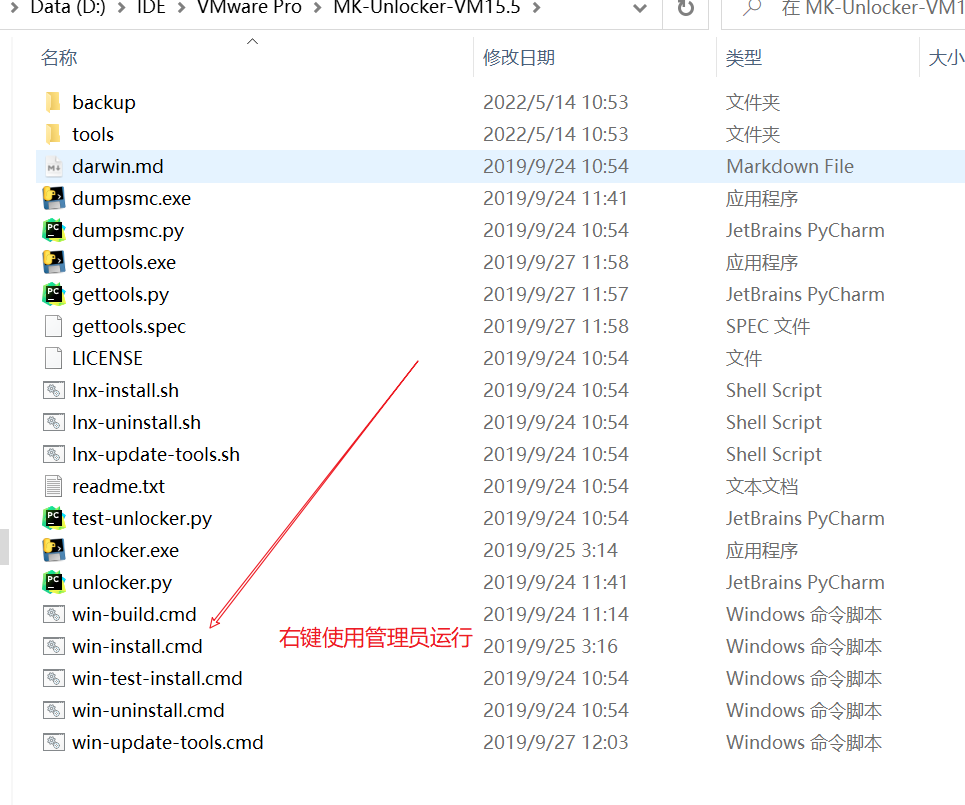 Data (D:) > IDE > VMware Pro > MK-Unlocker-VM15.5 >
在 MK-Unlocker-VM1
名称 修改日期 类型 大小
backup 2022/5/14 10:53 文件夹
tools 2022/5/14 10:53 文件夹
darwin.md 2019/9/24 10:54 Markdown File
dumpsmc.exe 2019/9/24 11:41 应用程序
dumpsmc.py 2019/9/24 10:54 JetBrains PyCharm
gettools.exe 2019/9/27 11:58 应用程序
gettools.py 2019/9/27 11:57 JetBrains PyCharm
gettools.spec 2019/9/27 11:58 SPEC 文件
LICENSE 2019/9/24 10:54 文件
lnx-install.sh 2019/9/24 10:54 Shell Script
lnx-uninstall.sh 2019/9/24 10:54 Shell Script
lnx-update-tools.sh 2019/9/24 10:54 Shell Script
readme.txt 2019/9/24 10:54 文本文档
test-unlocker.py 2019/9/24 10:54 JetBrains PyCharm
unlocker.exe 2019/9/25 3:14 应用程序
unlocker.py 2019/9/24 11:41 JetBrains PyCharm
win-build.cmd 2019/9/24 11:14 Windows 命令脚本
win-install.cmd 右键使用管理员运行 2019/9/25 3:16 Windows 命令脚本
win-test-install.cmd 2019/9/24 10:54 Windows 命令脚本
win-uninstall.cmd 2019/9/24 10:54 Windows 命令脚本
win-update-tools.cmd 2019/9/27 12:03 Windows 命令脚本